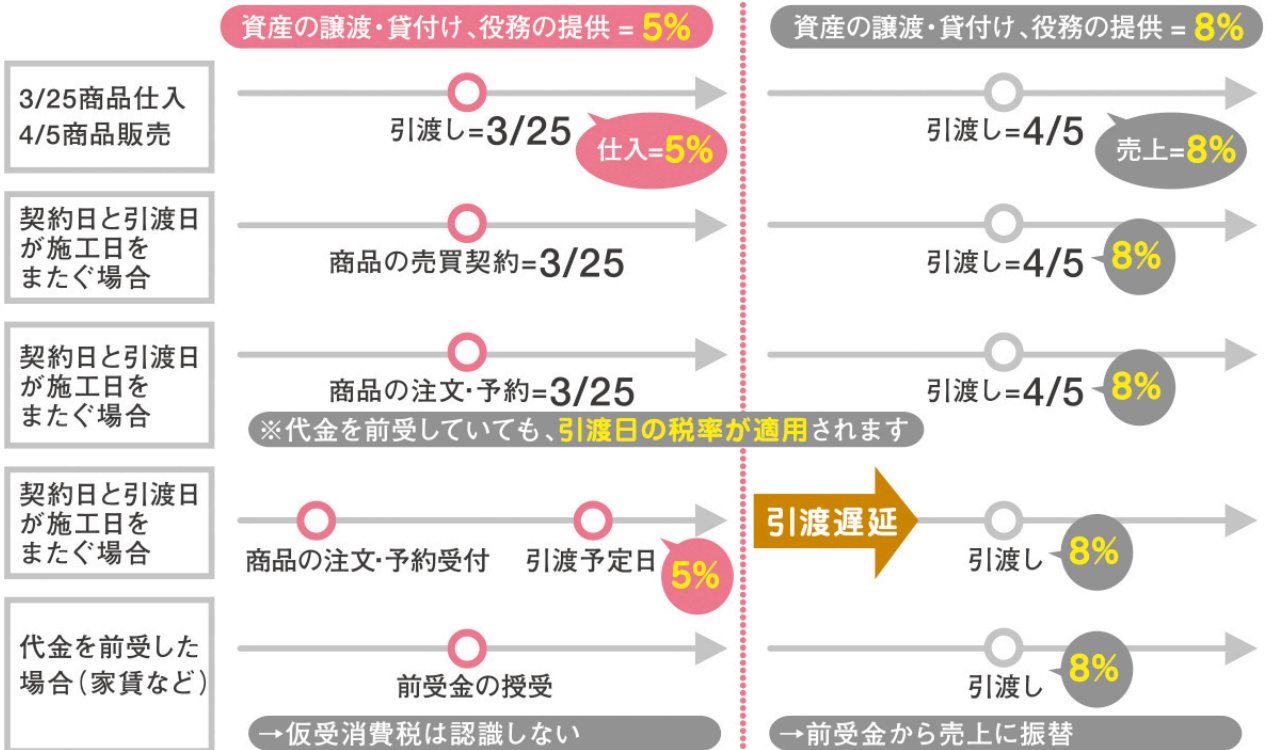 資産の譲渡・貸付け、役務の提供 = 5%
資産の譲渡・貸付け、役務の提供 = 8%
3/25商品仕入
4/5商品販売
引渡し=3/25
仕入=5%
引渡し=4/5
売上=8%
契約日と引渡日
が施工日を
またぐ場合
商品の売買契約=3/25
引渡し=4/5
8%
契約日と引渡日
が施工日を
またぐ場合
商品の注文・予約=3/25
引渡し=4/5
8%
※代金を前受していても、引渡日の税率が適用されます
契約日と引渡日
が施工日を
またぐ場合
商品の注文・予約受付
引渡予定日
5%
引渡遅延
引渡し
8%
代金を前受した
場合(家賃など)
前受金の授受
引渡し
8%
→仮受消費税は認識しない
→前受金から売上に振替